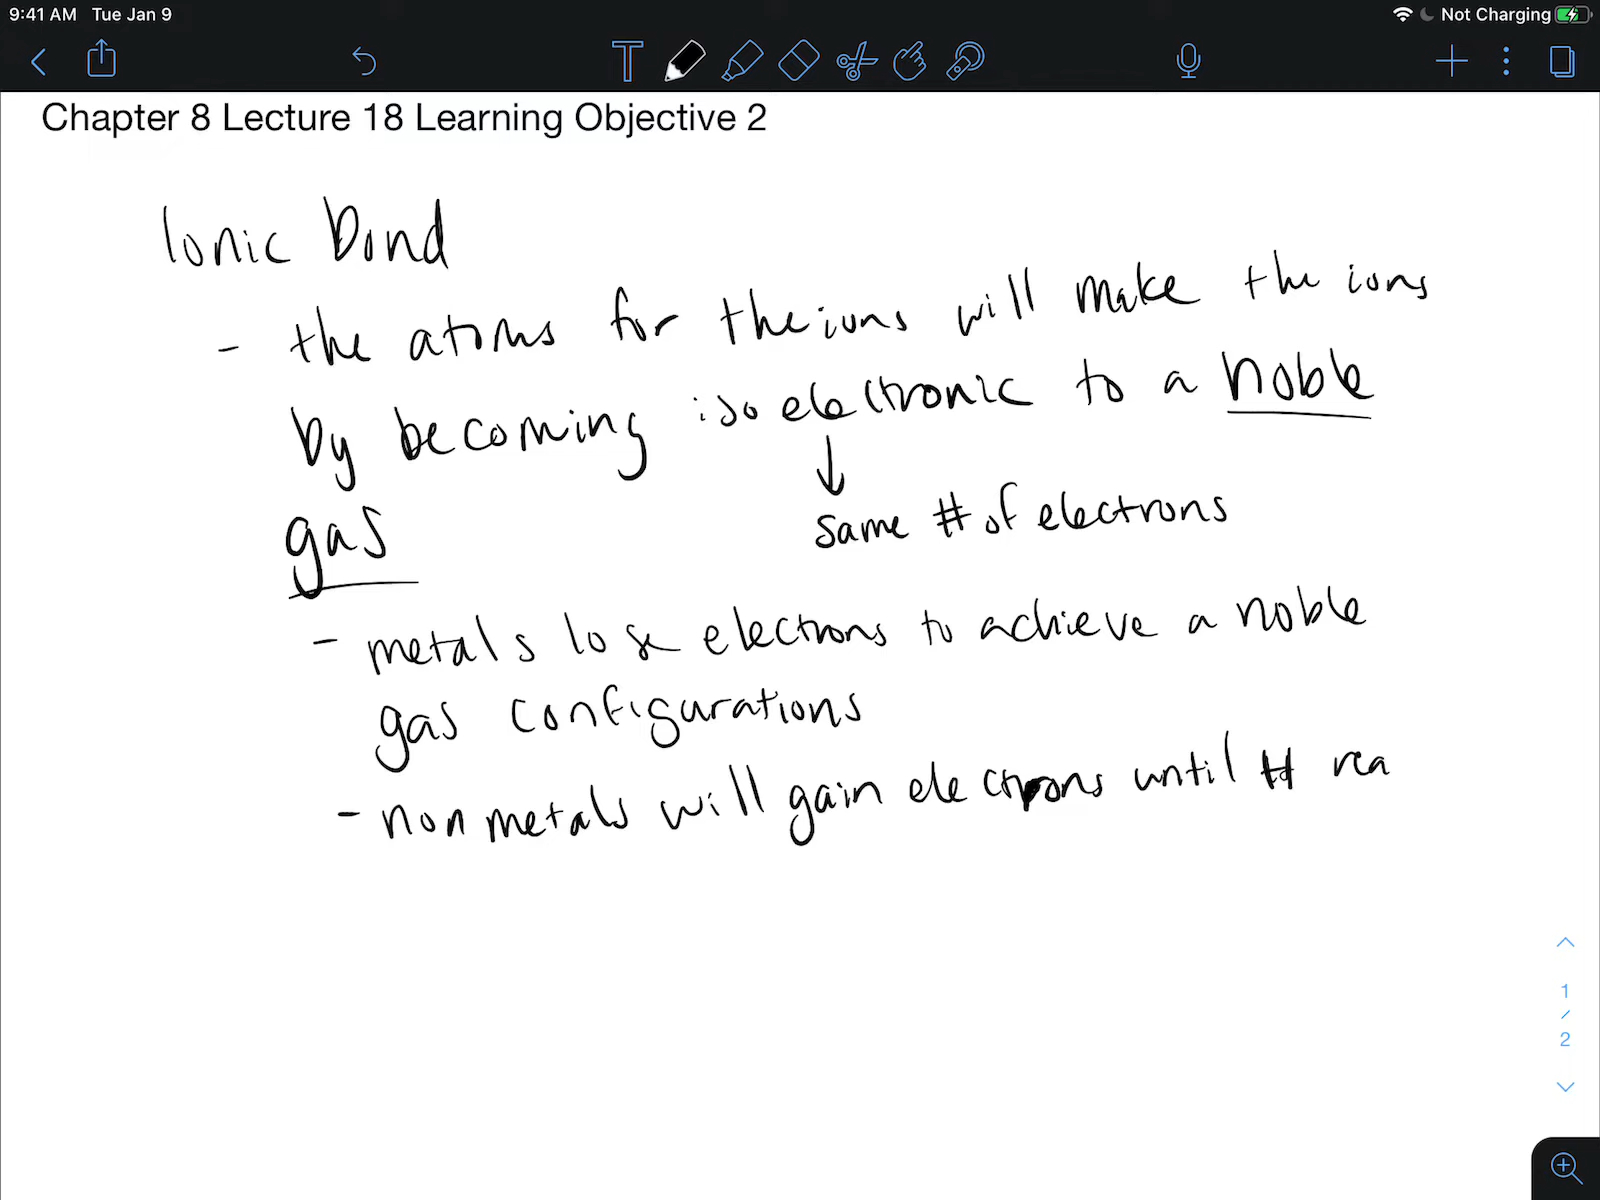 9:41 AM Tue Jan 9
Not Charging
T
Chapter 8 Lecture 18 Learning Objective 2
Ionic Bond
- the atoms for the ions will make the ions
by becoming isoelectronic to a noble
↓
same # of electrons
gas
- metals lose electrons to achieve a noble
gas configurations
- nonmetals will gain electrons until rea
1
/
2